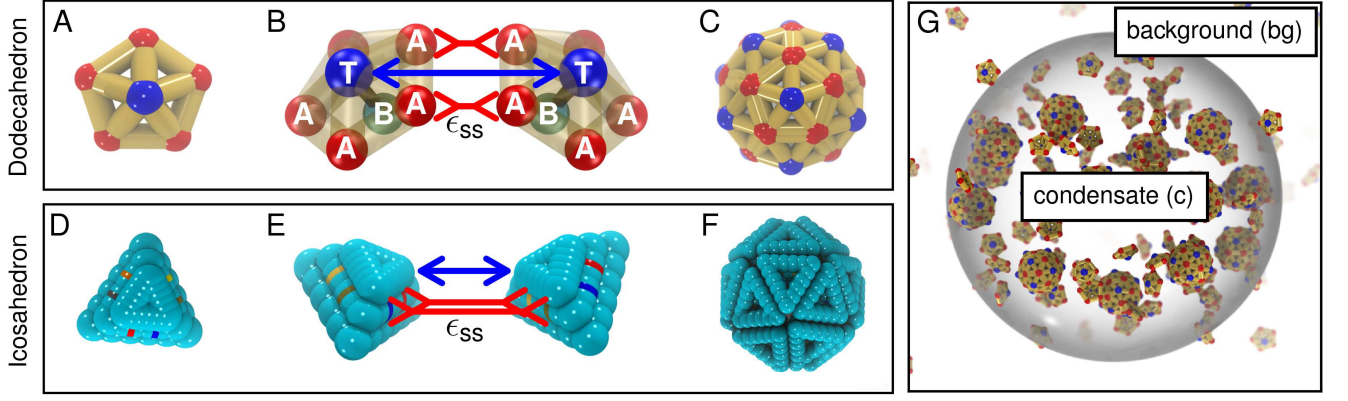 Dodecahedron
A
B
A
A
T
T
A
B
A
A
B
A
A
A
ϵSS
C
Icosahedron
D
E
ϵSS
F
G
background (bg)
condensate (c)